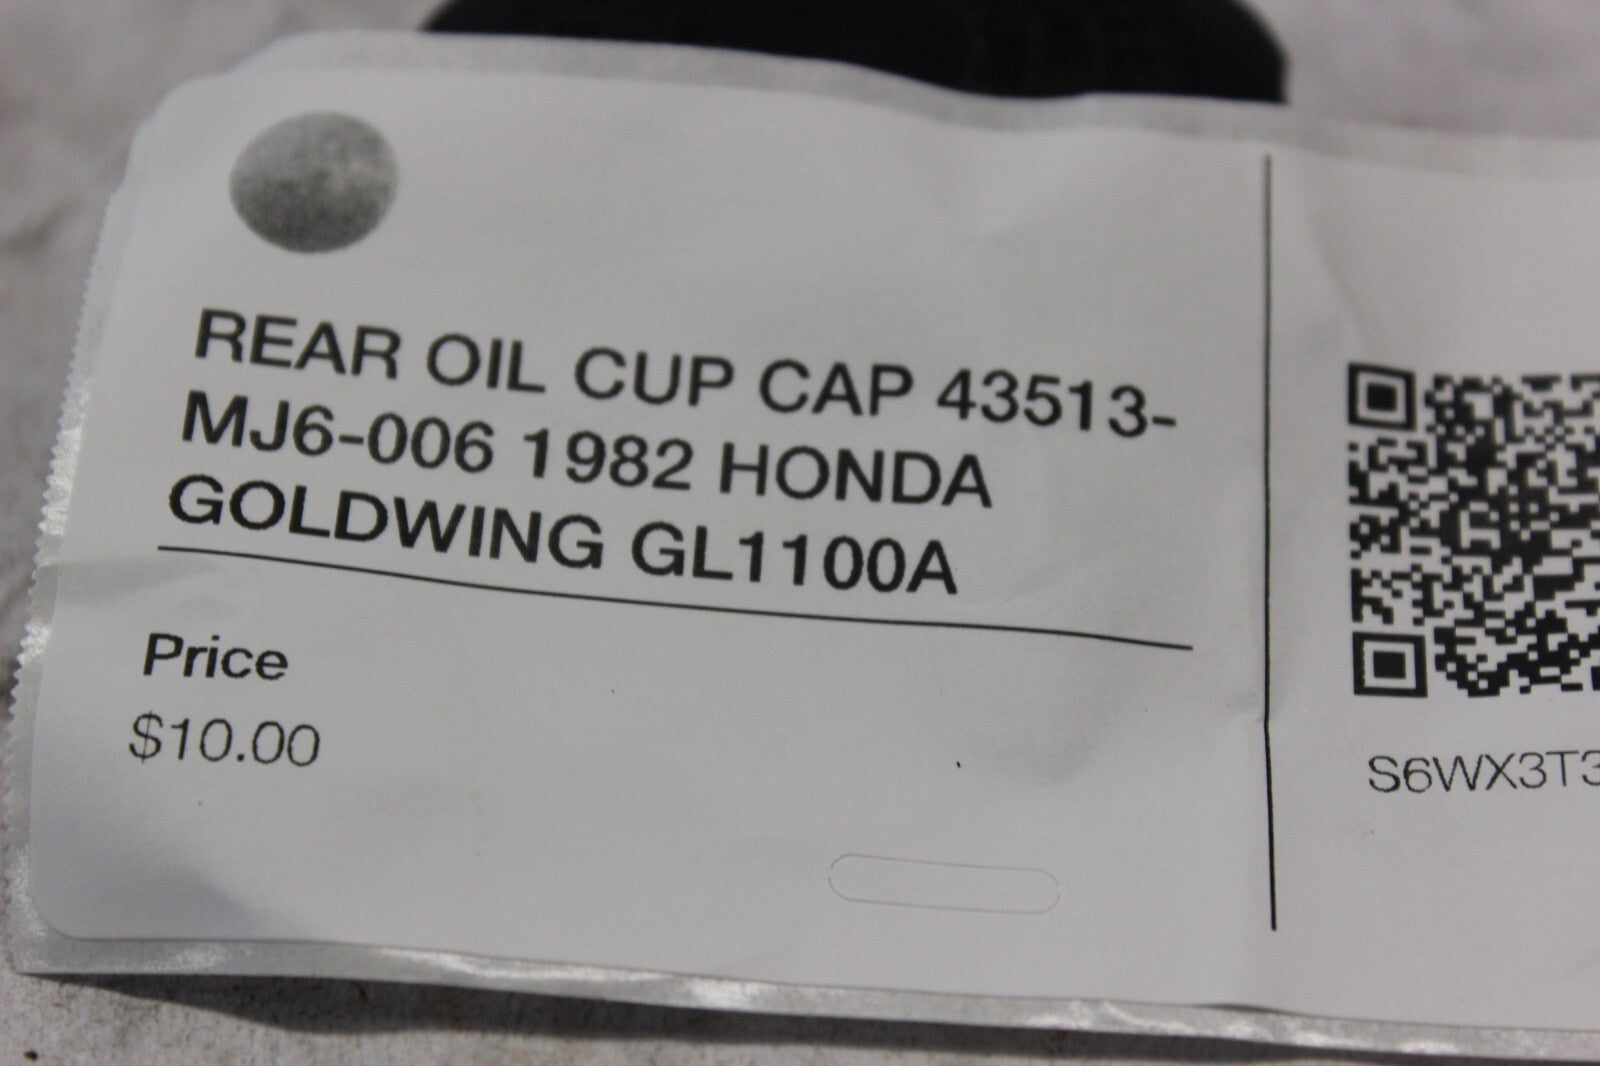 REAR OIL CUP CAP 43513-
MJ6-006 1982 HONDA
GOLDWING GL1100A
Price
$10.00
S6WX3T3